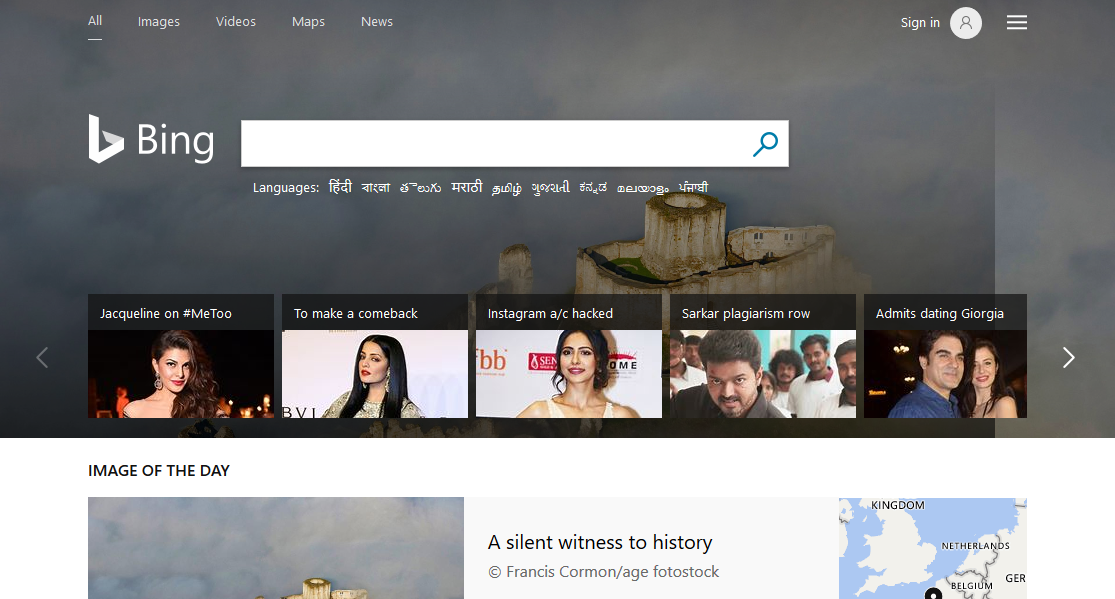 All Images Videos Maps News Sign in
Bing
Languages: हिंदी বাংলা తెలుగు मराठी தமிழ் ગુજરાતી ಕನ್ನಡ മലയാളം ਪੰਜਾਬੀ
Jacqueline on #MeToo To make a comeback Instagram a/c hacked Sarkar plagiarism row Admits dating Giorgia
BVL
IMAGE OF THE DAY
A silent witness to history
© Francis Cormon/age fotostock
KINGDOM
NETHERLANDS
BELGIUM GER